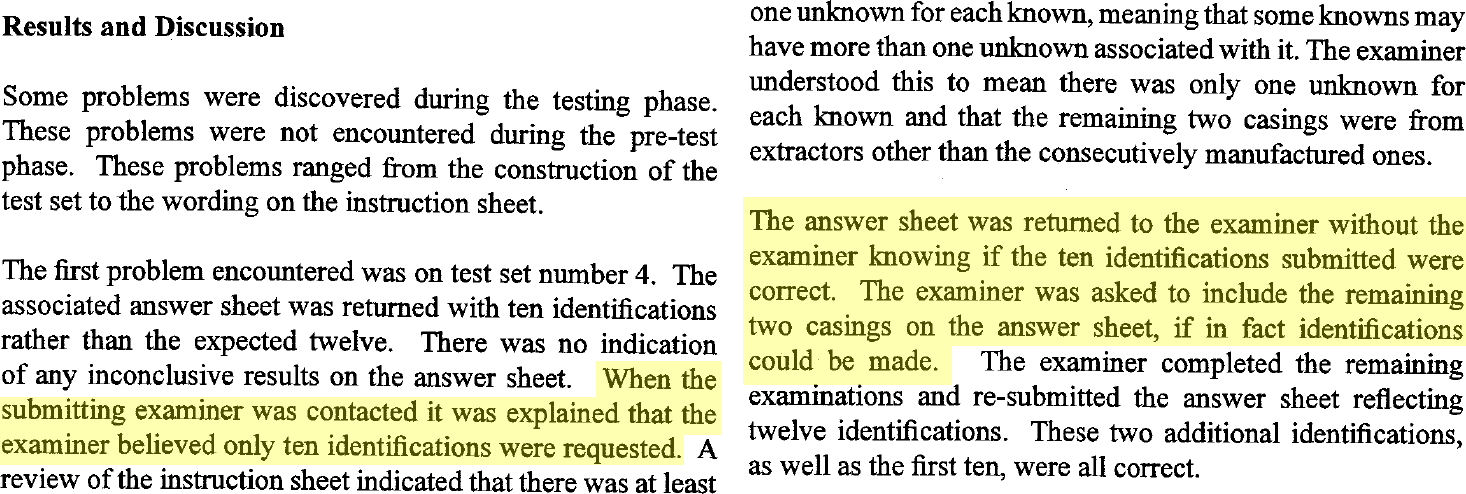 Results and Discussion
Some problems were discovered during the testing phase.
These problems were not encountered during the pre-test
phase. These problems ranged from the construction of the
test set to the wording on the instruction sheet.
The first problem encountered was on test set number 4. The
associated answer sheet was returned with ten identifications
rather than the expected twelve. There was no indication
of any inconclusive results on the answer sheet. When the
submitting examiner was contacted it was explained that the
examiner believed only ten identifications were requested. A
review of the instruction sheet indicated that there was at least
one unknown for each known, meaning that some knowns may
have more than one unknown associated with it. The examiner
understood this to mean there was only one unknown for
each known and that the remaining two casings were from
extractors other than the consecutively manufactured ones.
The answer sheet was returned to the examiner without the
examiner knowing if the ten identifications submitted were
correct. The examiner was asked to include the remaining
two casings on the answer sheet, if in fact identifications
could be made. The examiner completed the remaining
examinations and re-submitted the answer sheet reflecting
twelve identifications. These two additional identifications,
as well as the first ten, were all correct.